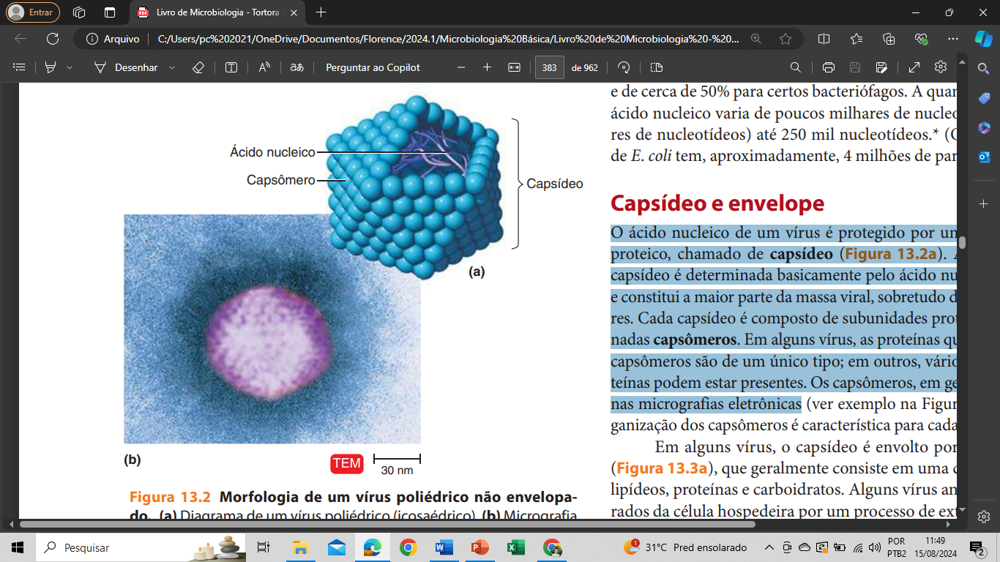 Entrar
Livro de Microbiologia - Tortora
Arquivo
C:/Users/pc%202021/OneDrive/Documentos/Florence/2024.1/Microbiologia%20Básica/Livro%20de%20Microbiologia%20-%20...
Desenhar
Perguntar ao Copilot
383
de 962
Ácido nucleico
Capsômero
Capsídeo
(a)
(b)
TEM
30 nm
Figura 13.2 Morfologia de um vírus poliédrico não envelopa-
do. (a) Diagrama de um vírus poliédrico (icosaédrico). (b) Micrografia
e de cerca de 50% para certos bacteriófagos. A quan
ácido nucleico varia de poucos milhares de nucleo
res de nucleotídeos) até 250 mil nucleotídeos.* (
de E. coli tem, aproximadamente, 4 milhões de par
Capsídeo e envelope
O ácido nucleico de um vírus é protegido por um
proteico, chamado de capsídeo (Figura 13.2a). A
capsídeo é determinada basicamente pelo ácido nu
e constitui a maior parte da massa viral, sobretudo d
res. Cada capsídeo é composto de subunidades prot
nadas capsômeros. Em alguns vírus, as proteínas qu
capsômeros são de um único tipo; em outros, vário
teínas podem estar presentes. Os capsômeros, em ge
nas micrografias eletrônicas (ver exemplo na Figur
ganização dos capsômeros é característica para cada
Em alguns vírus, o capsídeo é envolto por
(Figura 13.3a), que geralmente consiste em uma c
lipídeos, proteínas e carboidratos. Alguns vírus an
rados da célula hospedeira por um processo de ext
Pesquisar
1
31°C Pred ensolarado
POR
PTB2
11:49
15/08/2024
2